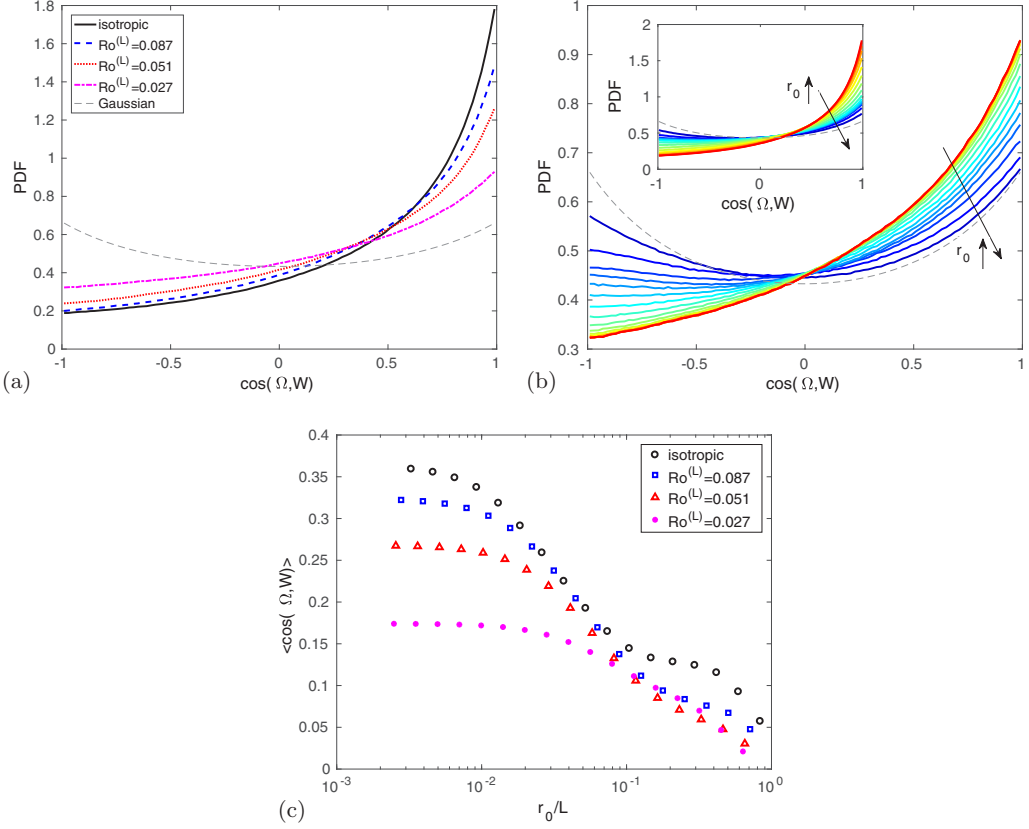 1.8
1.6
1.4
1.2
1
0.8
0.6
0.4
0.2
0
PDF
isotropic
Ro(L)=0.087
Ro(L)=0.051
Ro(L)=0.027
Gaussian
-1
-0.5
0
0.5
1
cos( Ω,W)
(a)
1
0.9
0.8
0.7
0.6
0.5
0.4
0.3
PDF
2
1.5
1
0.5
0
PDF
r0
-1
0
1
cos( Ω,W)
r0
-1
-0.5
0
0.5
1
cos( Ω,W)
(b)
0.4
0.35
0.3
0.25
0.2
0.15
0.1
0.05
0
<cos( Ω,W)>
isotropic
Ro(L)=0.087
Ro(L)=0.051
Ro(L)=0.027
10-3
10-2
10-1
100
r0/L
(c)